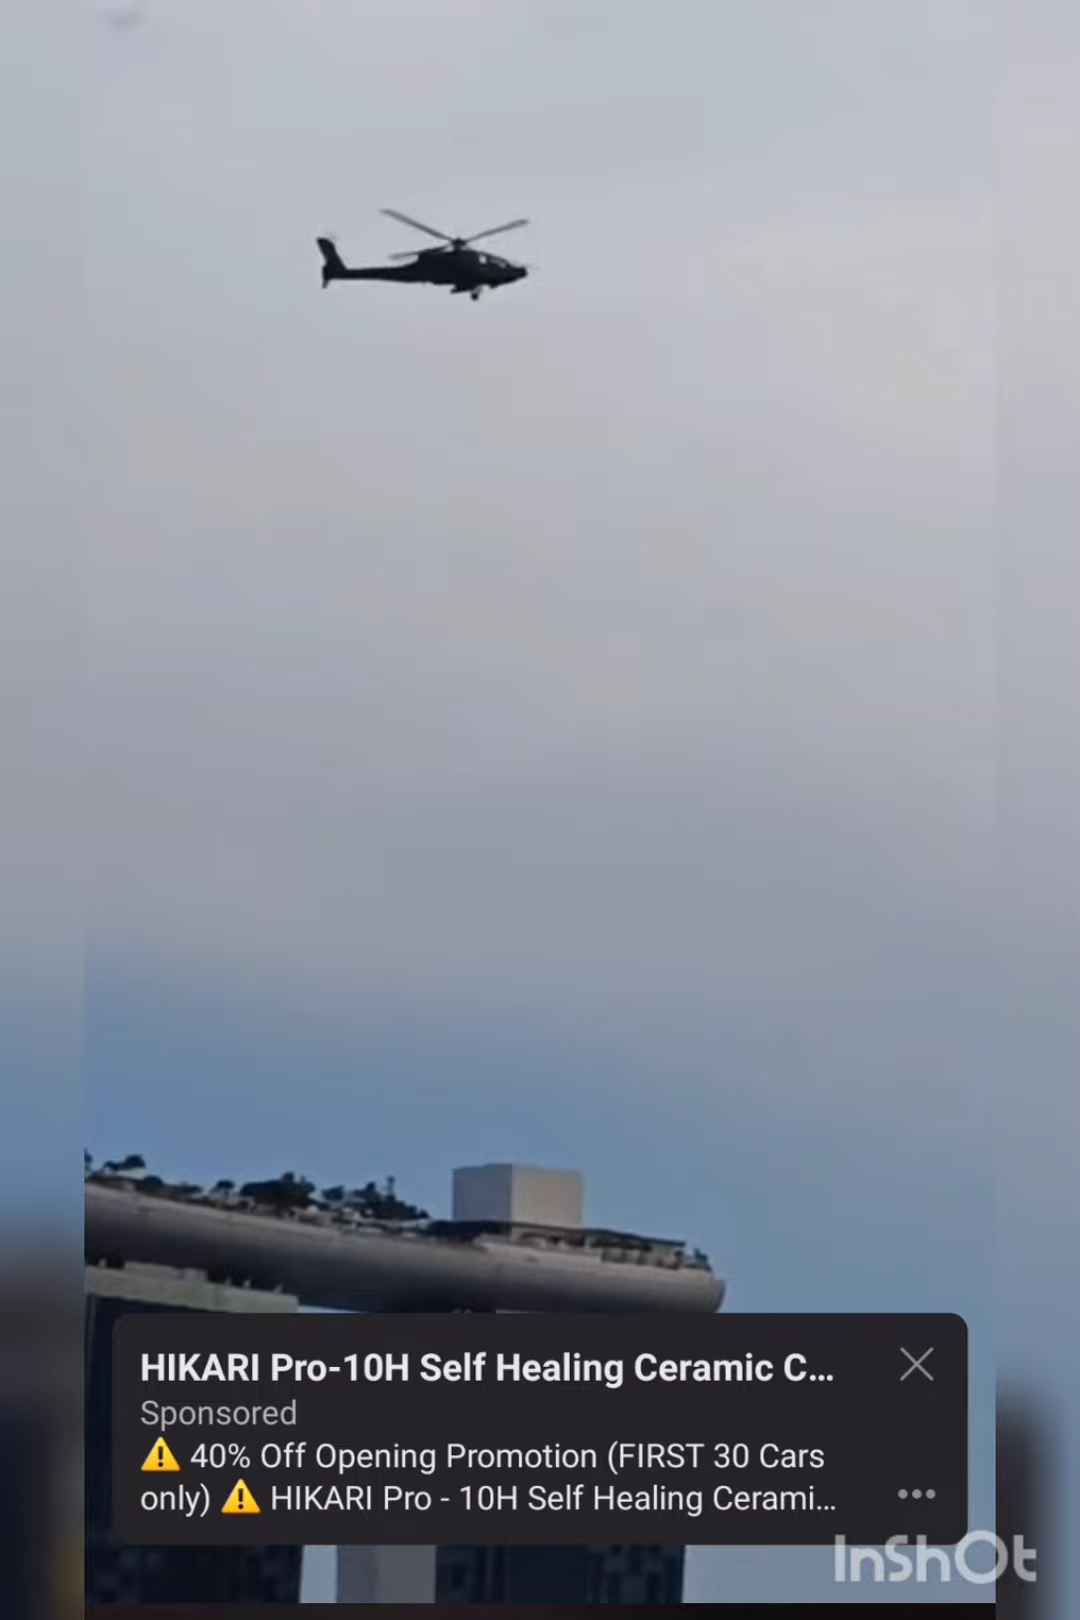 HIKARI Pro-10H Self Healing Ceramic C...
Sponsored
⚠️ 40% Off Opening Promotion (FIRST 30 Cars
only) ⚠️ HIKARI Pro - 10H Self Healing Cerami...
InShOt